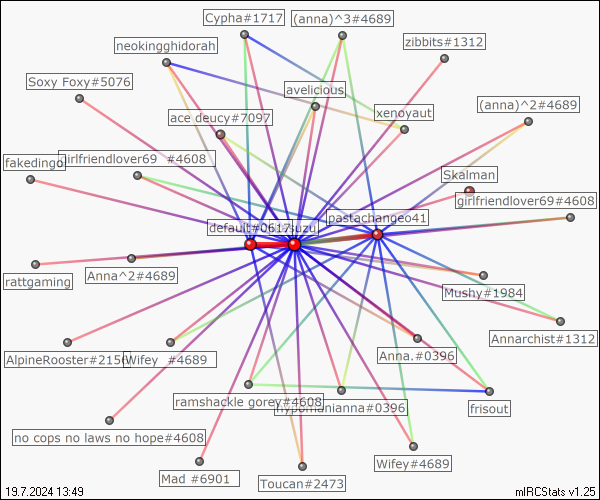 Cypha#1717
(anna)^3#4689
neokingghidorah
zibbits#1312
Soxy Foxy#5076
avelicious
(anna)^2#4689
ace deucy#7097
xenoyaut
fakedingo
girlfriendlover69 #4608
Skalman
girlfriendlover69#4608
pastachangeo41
default#0617
rattgaming
Anna^2#4689
Mushy#1984
Annarchist#1312
AlpineRooster#2150
Wifey #4689
Anna.#0396
ramshackle gorey#4608
hypomanianna#0396
frisout
no cops no laws no hope#4608
Wifey#4689
Mad #6901
Toucan#2473
19.7.2024 13:49
mIRCStats v1.25